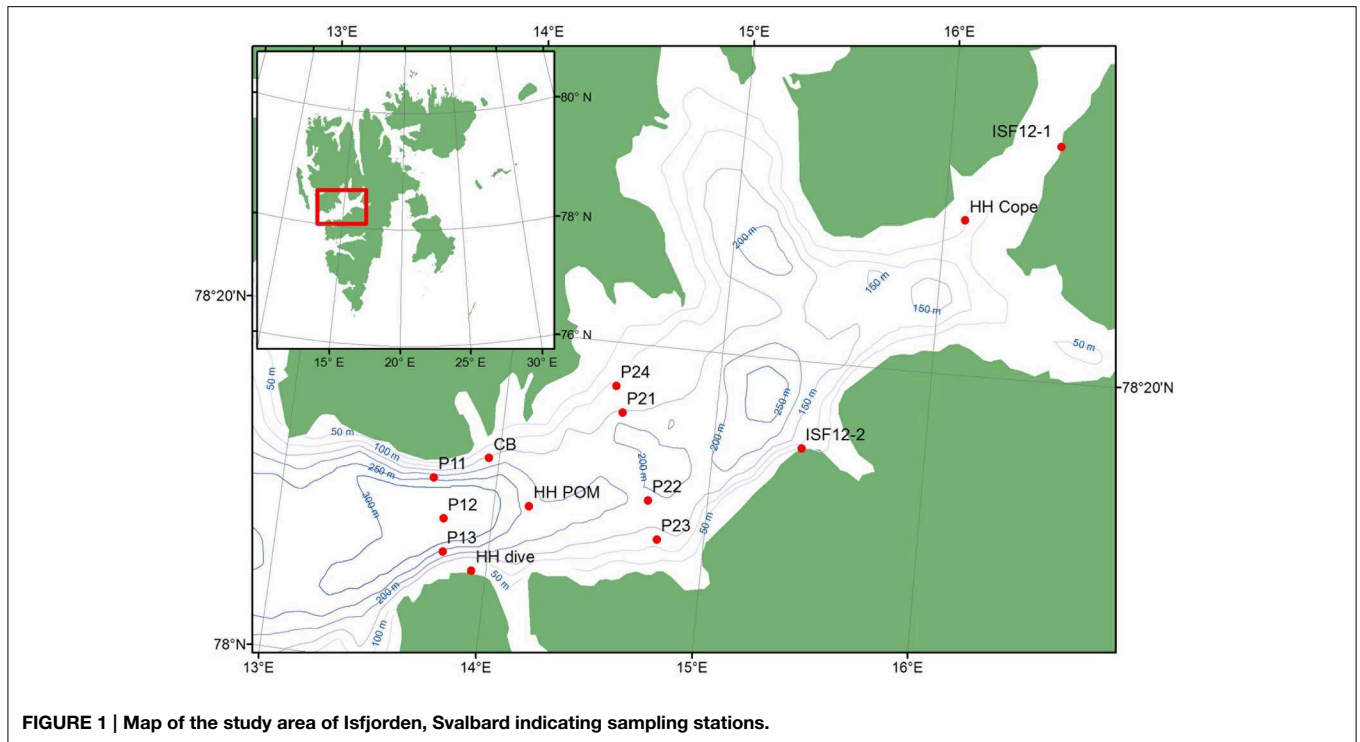 13°E
14°E
15°E
16°E
80° N
78° N
76° N
15° E
20° E
25° E
30° E
ISF12-1
HH Cope
200 m
150 m
150 m
78°20'N
50 m
50 m
P24
78°20'N
P21
250 m
150 m
50 m
CB
200 m
ISF12-2
100 m
P11
250 m
200 m
300 m
HH POM
P22
P12
50 m
P23
P13
HH dive
50 m
200 m
100 m
78°N
13°E
14°E
15°E
16°E
FIGURE 1 | Map of the study area of Isfjorden, Svalbard indicating sampling stations.